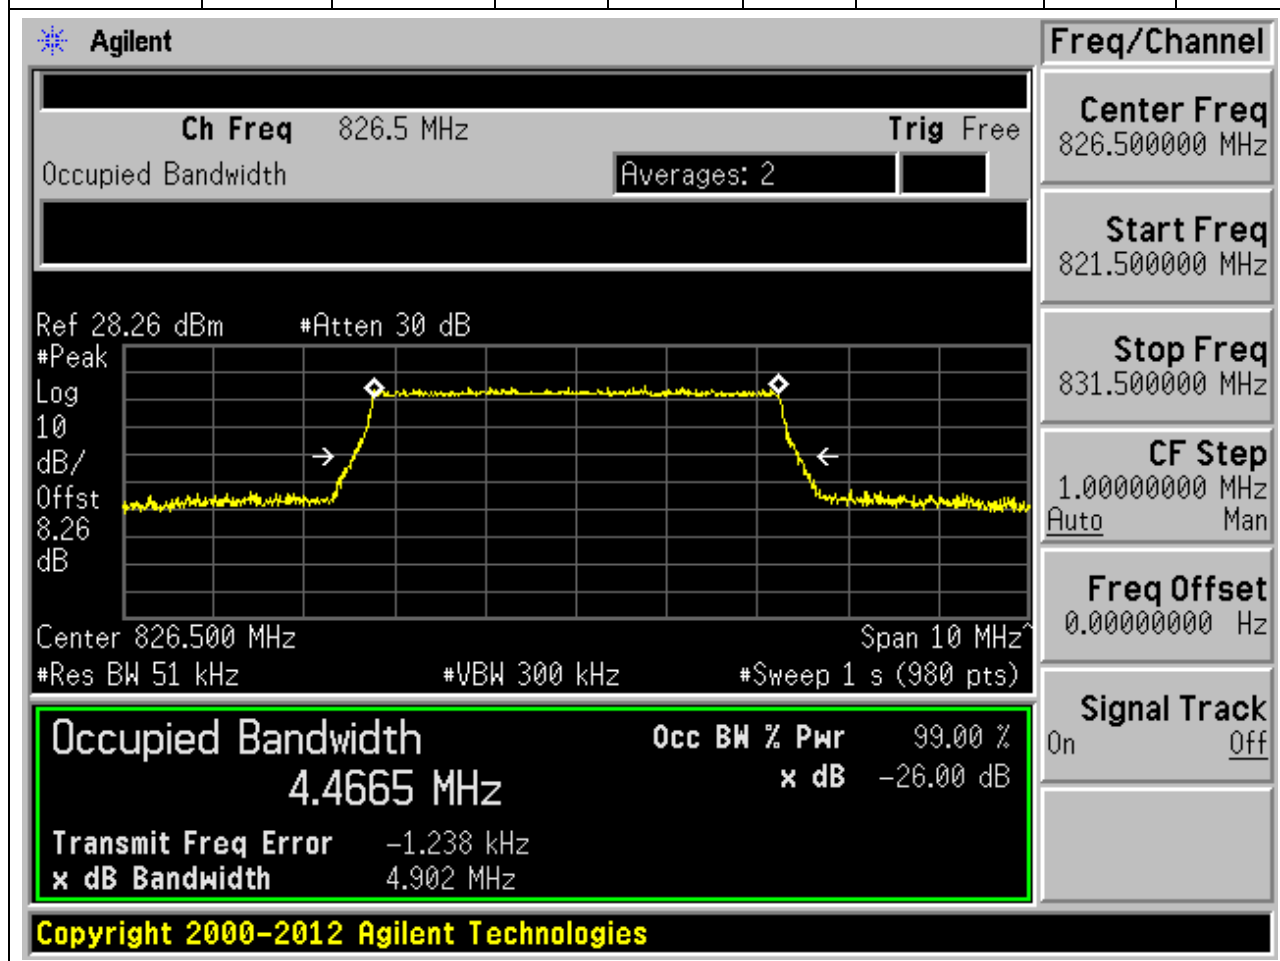 Agilent
Freq/Channel
Ch Freq 826.5 MHz Trig Free
Occupied Bandwidth Averages: 2
Center Freq
826.500000 MHz
Start Freq
821.500000 MHz
Stop Freq
831.500000 MHz
CF Step
1.00000000 MHz
Auto Man
Freq Offset
0.00000000 Hz
Signal Track
On Off
Ref 28.26 dBm #Atten 30 dB
#Peak
Log
10
dB/
Offst
8.26
dB
Center 826.500 MHz Span 10 MHz^
#Res BW 51 kHz #VBW 300 kHz #Sweep 1 s (980 pts)
Occupied Bandwidth Occ BW % Pwr 99.00 %
4.4665 MHz x dB -26.00 dB
Transmit Freq Error -1.238 kHz
x dB Bandwidth 4.902 MHz
Copyright 2000-2012 Agilent Technologies